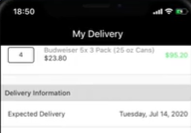 18:50
My Delivery
4 Budweiser 5x 3 Pack (25 oz Cans)
$23.80 $95.20
Delivery Information
Expected Delivery Tuesday, Jul 14, 2020